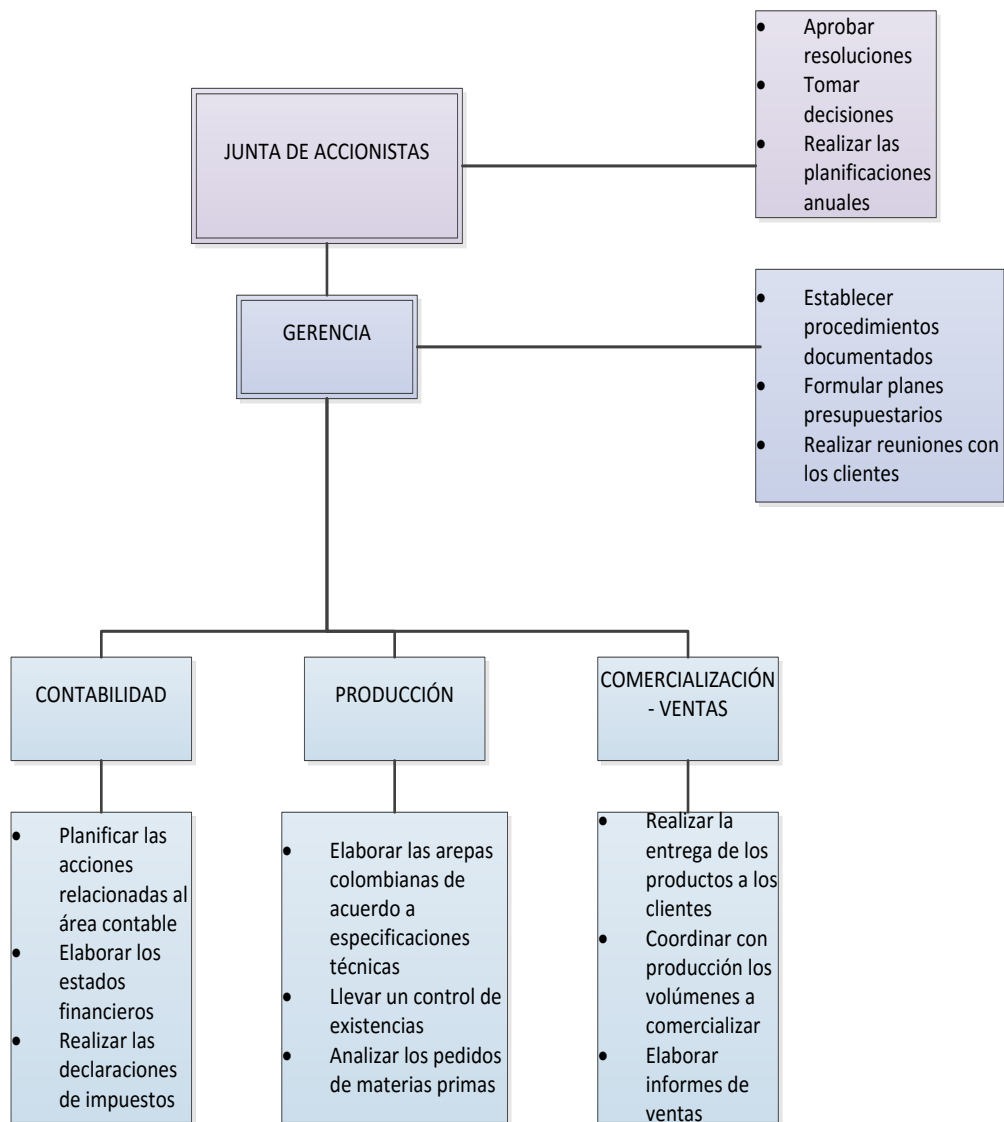 JUNTA DE ACCIONISTAS
• Aprobar
resoluciones
• Tomar
decisiones
• Realizar las
planificaciones
anuales
GERENCIA
• Establecer
procedimientos
documentados
• Formular planes
presupuestarios
• Realizar reuniones con
los clientes
CONTABILIDAD
• Planificar las
acciones
relacionadas al
área contable
• Elaborar los
estados
financieros
• Realizar las
declaraciones
de impuestos
PRODUCCIÓN
• Elaborar las arepas
colombianas de
acuerdo a
especificaciones
técnicas
• Llevar un control de
existencias
• Analizar los pedidos
de materias primas
COMERCIALIZACIÓN
- VENTAS
• Realizar la
entrega de los
productos a los
clientes
• Coordinar con
producción los
volúmenes a
comercializar
• Elaborar
informes de
ventas